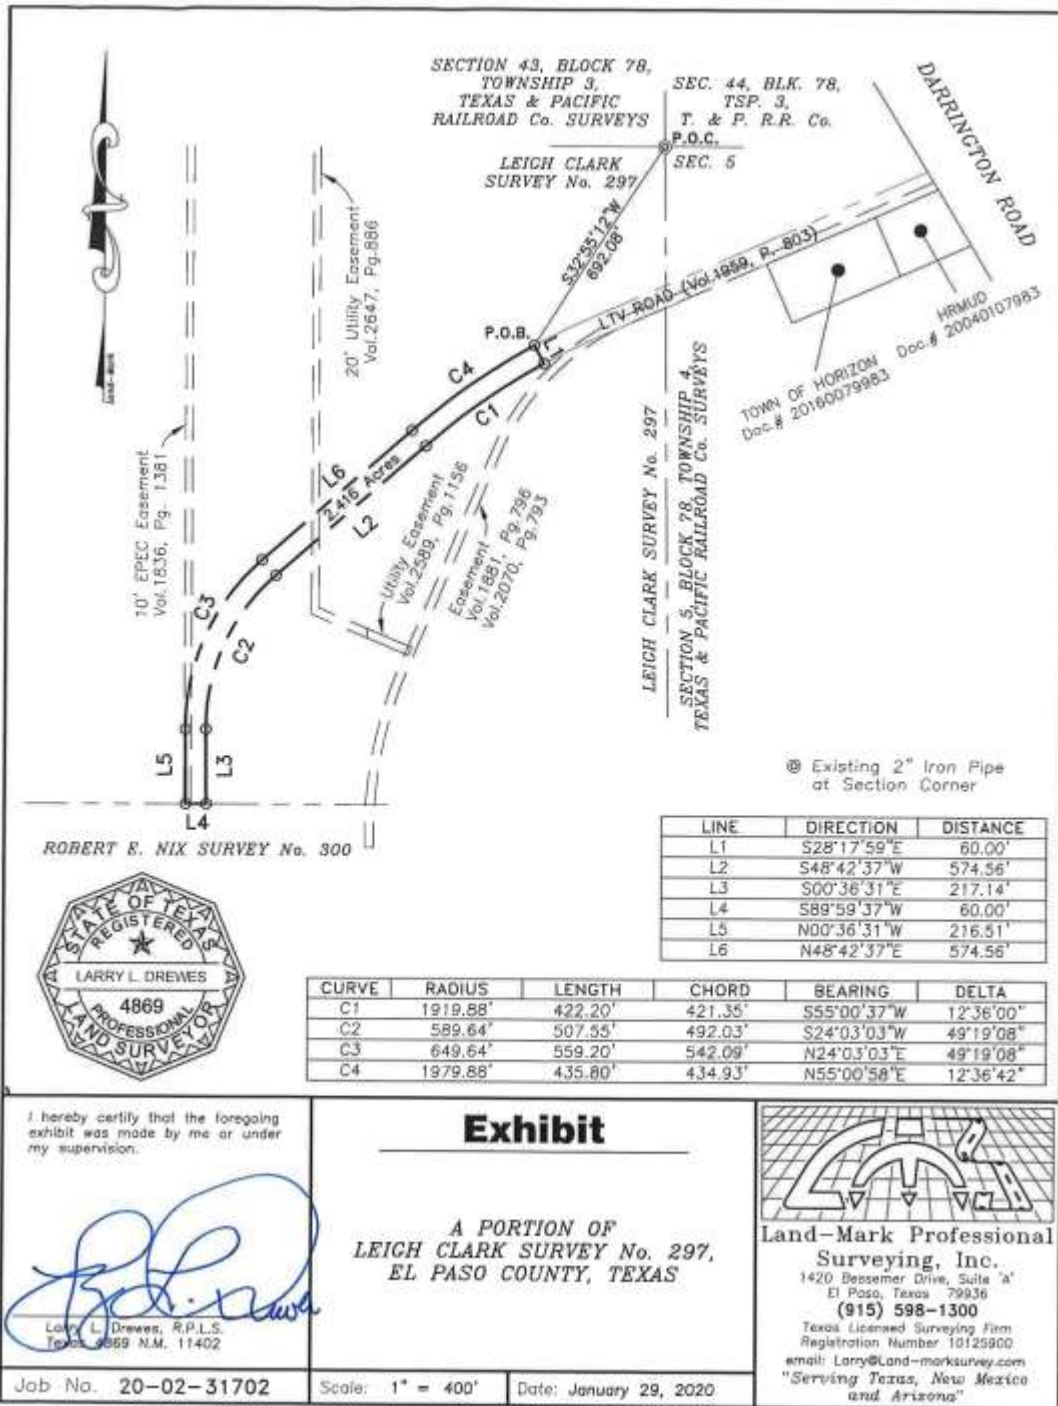 SECTION 43, BLOCK 78,
TOWNSHIP 3,
TEXAS & PACIFIC
RAILROAD Co. SURVEYS
SEC. 44, BLK. 78,
TSP. 3,
T. & P. R.R. Co.
P.O.C.
SEC. 5
LEIGH CLARK
SURVEY No. 297
DARRINGTON ROAD
S32°55'12"W
692.08'
LTV ROAD (Vol.1959, P.-803)
HRMUD
Doc.# 20040107983
TOWN OF HORIZON
Doc.# 20160079983
20' Utility Easement
Vol.2647, Pg.886
P.O.B.
L1
C4
C1
L6
2.416 Acres
L2
10' EPEC Easement
Vol.1836, Pg. 1381
Utility Easement
Vol.2589, Pg.1156
Easement
Vol.1881, Pg.796
Vol.2070, Pg.793
LEIGH CLARK SURVEY No. 297
SECTION 5, BLOCK 78, TOWNSHIP 4,
TEXAS & PACIFIC RAILROAD Co. SURVEYS
C3
C2
L5
L3
L4
ROBERT E. NIX SURVEY No. 300
Existing 2" Iron Pipe
at Section Corner
LINE DIRECTION DISTANCE
L1 S28°17'59"E 60.00'
L2 S48°42'37"W 574.56'
L3 S00°36'31"E 217.14'
L4 S89°59'37"W 60.00'
L5 N00°36'31"W 216.51'
L6 N48°42'37"E 574.56'
STATE OF TEXAS
REGISTERED
LARRY L. DREWES
4869
PROFESSIONAL
LAND SURVEYOR
CURVE RADIUS LENGTH CHORD BEARING DELTA
C1 1919.88' 422.20' 421.35' S55°00'37"W 12°36'00"
C2 589.64' 507.55' 492.03' S24°03'03"W 49°19'08"
C3 649.64' 559.20' 542.09' N24°03'03"E 49°19'08"
C4 1979.88' 435.80' 434.93' N55°00'58"E 12°36'42"
I hereby certify that the foregoing
exhibit was made by me or under
my supervision.
Larry L. Drewes, R.P.L.S.
Texas 4869 N.M. 11402
Job No. 20-02-31702
Exhibit
A PORTION OF
LEIGH CLARK SURVEY No. 297,
EL PASO COUNTY, TEXAS
Scale: 1" = 400'
Date: January 29, 2020
Land-Mark Professional
Surveying, Inc.
1420 Bessemer Drive, Suite 'A'
El Paso, Texas 79936
(915) 598-1300
Texas Licensed Surveying Firm
Registration Number 10125900
email: Larry@Land-marksurvey.com
"Serving Texas, New Mexico
and Arizona"